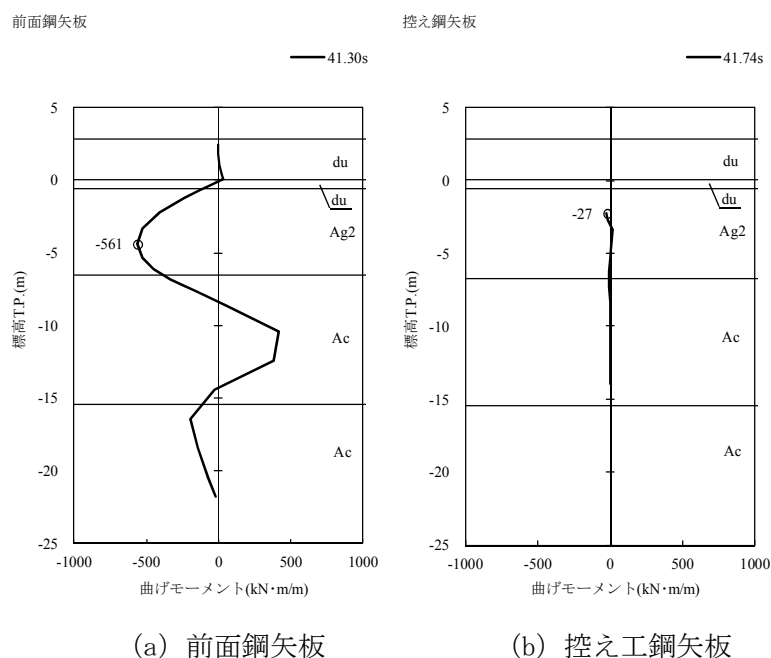 前面鋼矢板
41.30s
標高T.P.(m)
5
0
-5
-10
-15
-20
-25
du
du
Ag2
-561
Ac
Ac
-1000 -500 0 500 1000
曲げモーメント(kN・m/m)
(a) 前面鋼矢板
控え鋼矢板
41.74s
標高T.P.(m)
5
0
-5
-10
-15
-20
-25
du
du
Ag2
-27
Ac
Ac
-1000 -500 0 500 1000
曲げモーメント(kN・m/m)
(b) 控え工鋼矢板